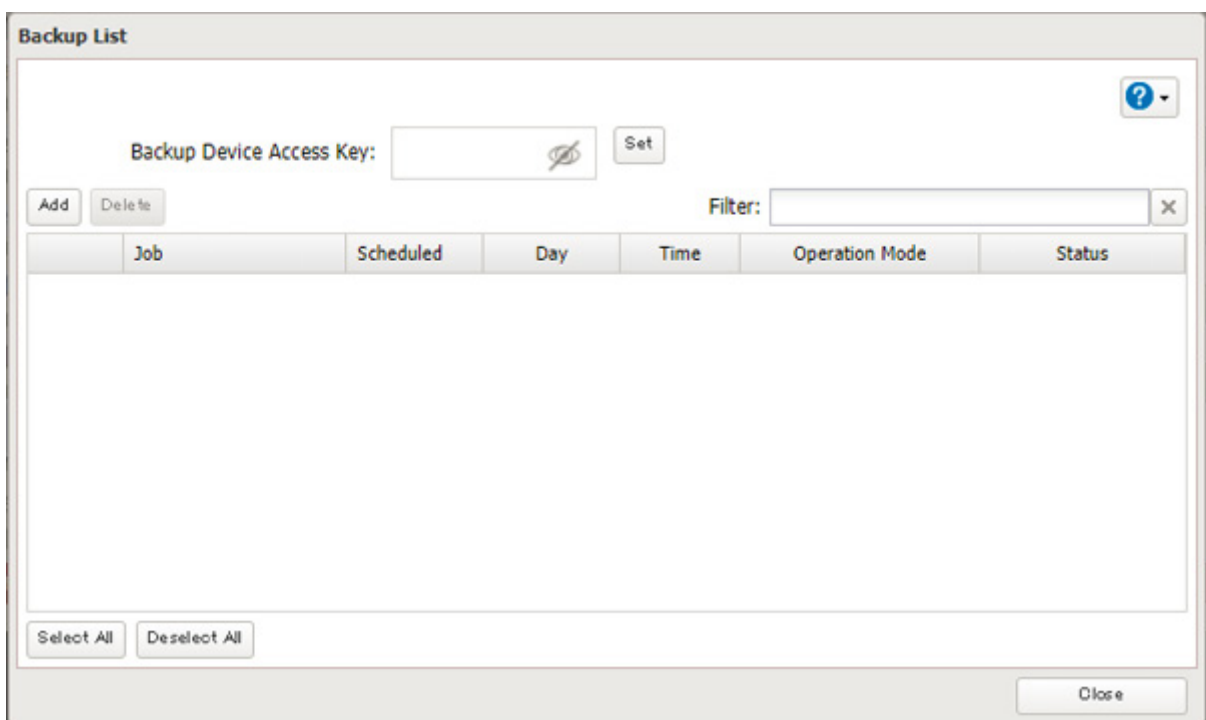 Backup List
?
Backup Device Access Key: Set
Add Delete Filter:
Job Scheduled Day Time Operation Mode Status
Select All Deselect All
Close